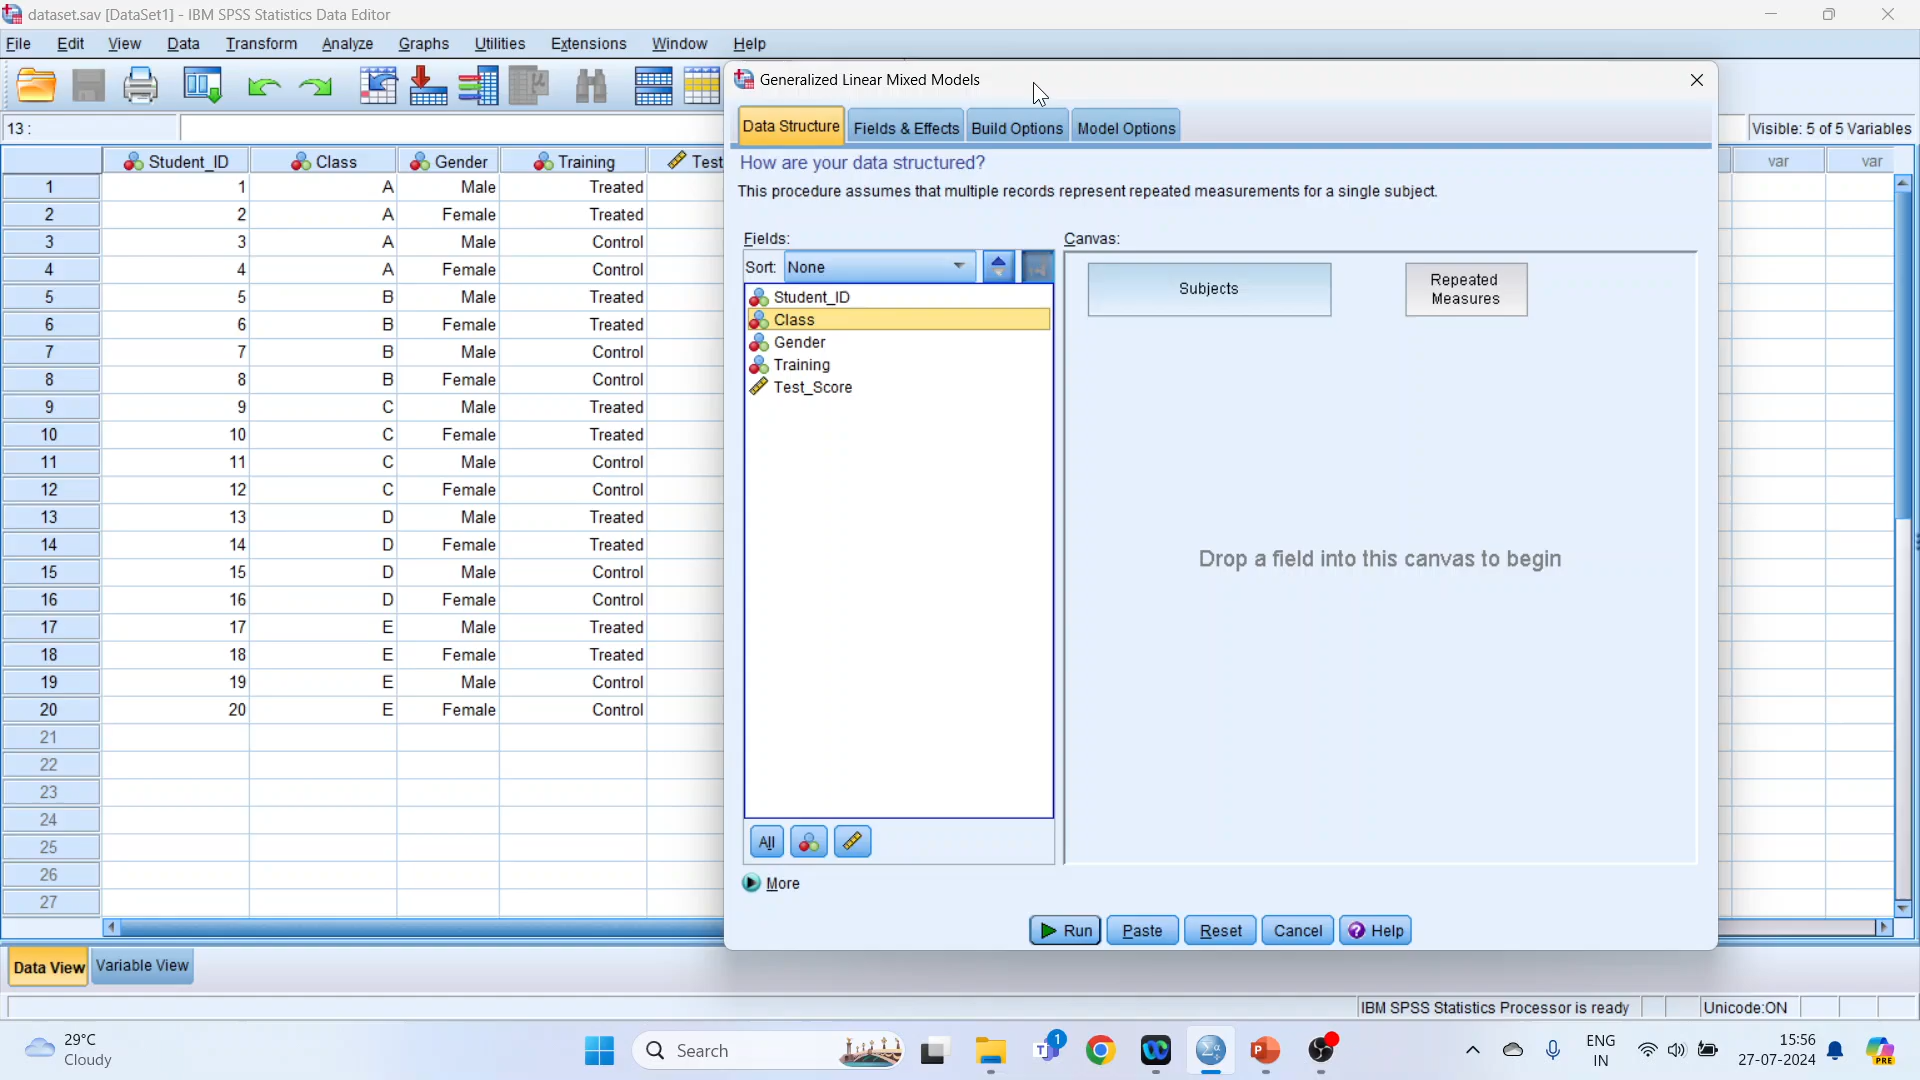 dataset.sav [DataSet1] - IBM SPSS Statistics Data Editor
File Edit View Data Transform Analyze Graphs Utilities Extensions Window Help
13 :
Visible: 5 of 5 Variables
Student_ID Class Gender Training Test var var
1 1 A Male Treated
2 2 A Female Treated
3 3 A Male Control
4 4 A Female Control
5 5 B Male Treated
6 6 B Female Treated
7 7 B Male Control
8 8 B Female Control
9 9 C Male Treated
10 10 C Female Treated
11 11 C Male Control
12 12 C Female Control
13 13 D Male Treated
14 14 D Female Treated
15 15 D Male Control
16 16 D Female Control
17 17 E Male Treated
18 18 E Female Treated
19 19 E Male Control
20 20 E Female Control
21
22
23
24
25
26
27
Generalized Linear Mixed Models
Data Structure Fields & Effects Build Options Model Options
How are your data structured?
This procedure assumes that multiple records represent repeated measurements for a single subject.
Fields: Canvas:
Sort: None
Student_ID
Class
Gender
Training
Test_Score
Subjects
Repeated
Measures
Drop a field into this canvas to begin
All
More
Run Paste Reset Cancel Help
Data View Variable View
IBM SPSS Statistics Processor is ready Unicode:ON
29°C
Cloudy
Search
1
ENG
IN
15:56
27-07-2024
PRE